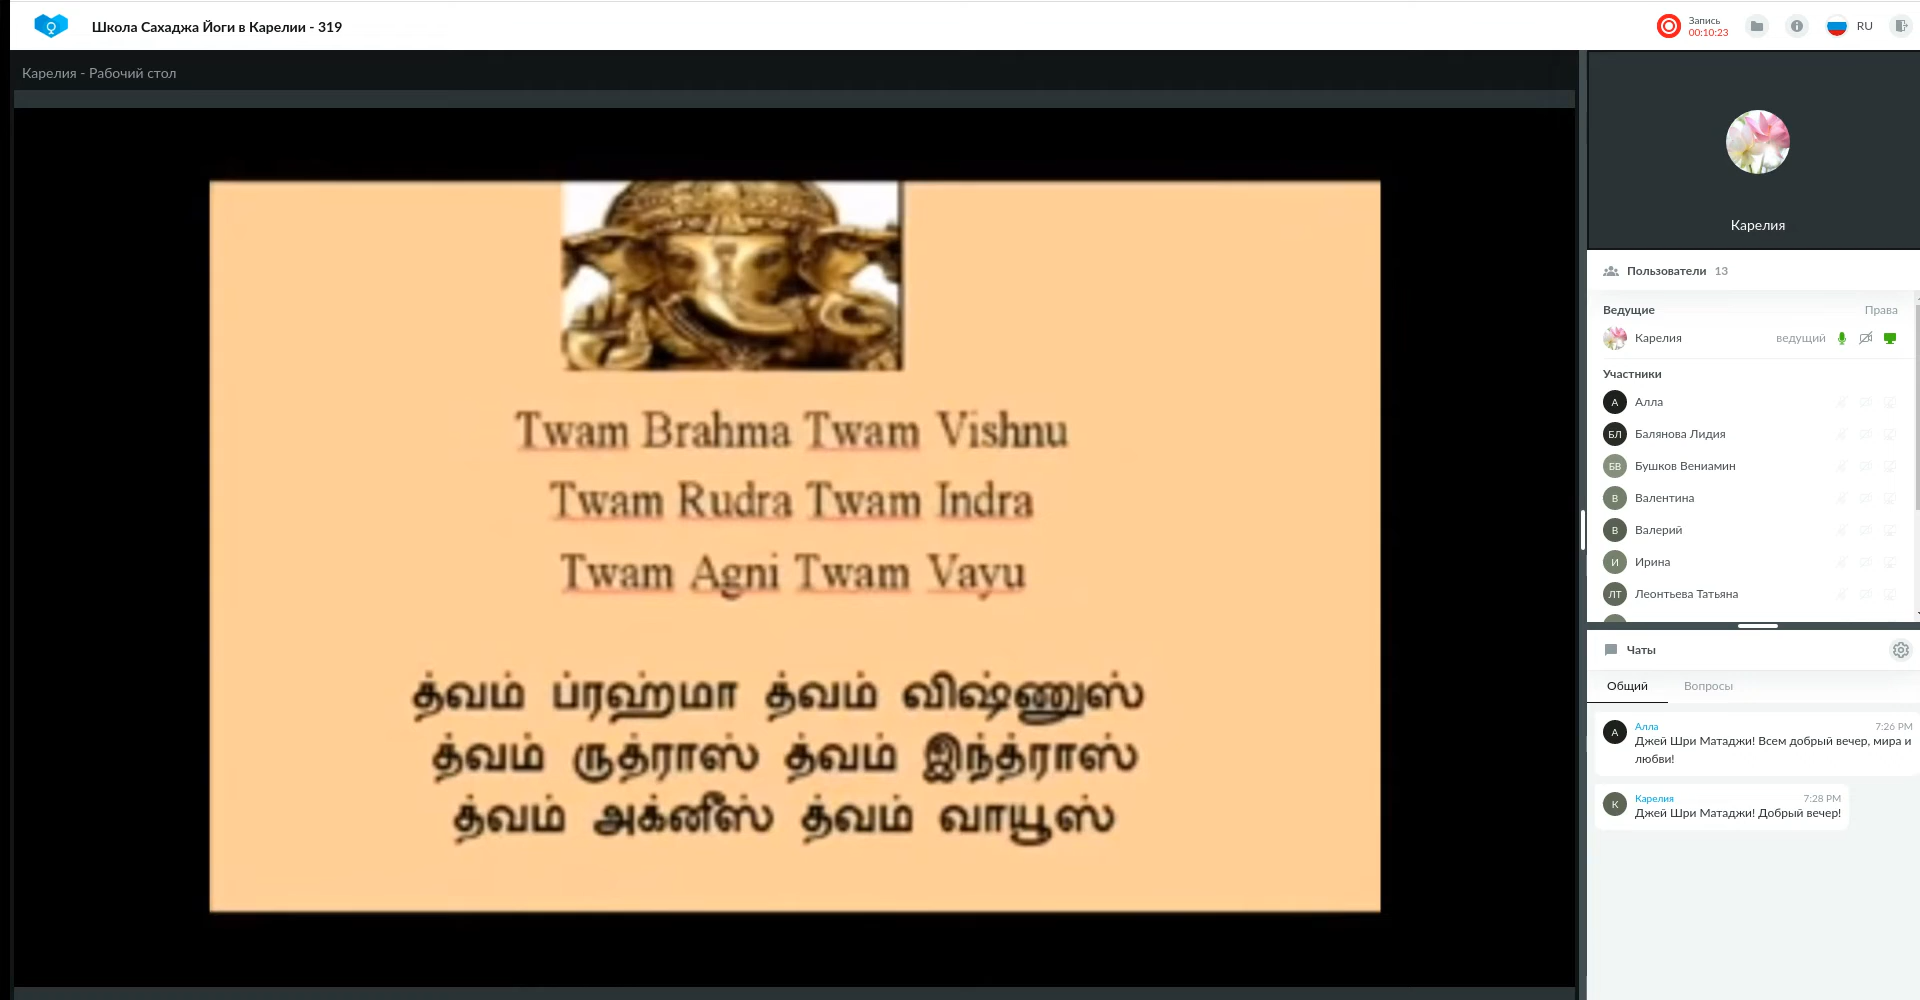 Школа Сахаджа Йоги в Карелии - 319
Запись
00:10:23
RU
Карелия - Рабочий стол
Twam Brahma Twam Vishnu
Twam Rudra Twam Indra
Twam Agni Twam Vayu
த்வம் ப்ரஹ்மா த்வம் விஷ்ணுஸ்
த்வம் ருத்ராஸ் த்வம் இந்த்ராஸ்
த்வம் அக்னீஸ் த்வம் வாயூஸ்
Карелия
Пользователи 13
Ведущие Права
Карелия ведущий
Участники
А Алла
БЛ Балянова Лидия
БВ Бушков Вениамин
В Валентина
В Валерий
И Ирина
ЛТ Леонтьева Татьяна
Чаты
Общий Вопросы
А Алла 7:26 PM
Джей Шри Матаджи! Всем добрый вечер, мира и
любви!
К Карелия 7:28 PM
Джей Шри Матаджи! Добрый вечер!